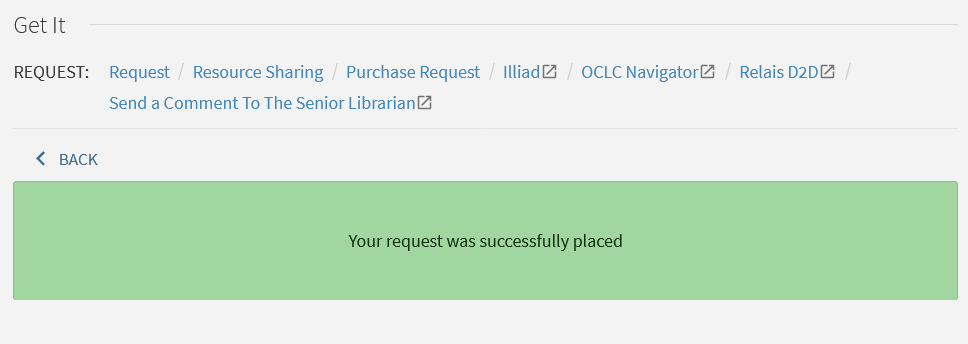 Get It
REQUEST: Request / Resource Sharing / Purchase Request / Illiad / OCLC Navigator / Relais D2D /
Send a Comment To The Senior Librarian
BACK
Your request was successfully placed